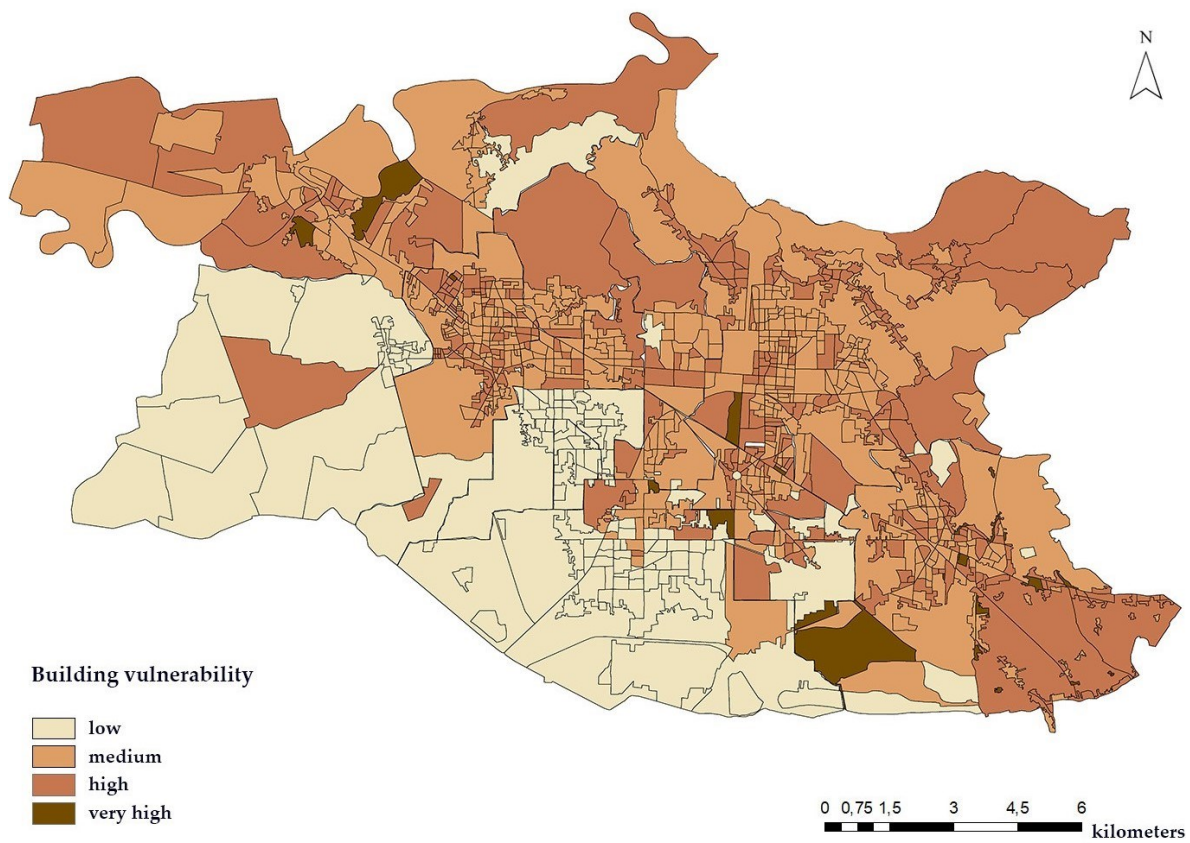 N
Building vulnerability
low
medium
high
very high
0 0,75 1,5 3 4,5 6
kilometers